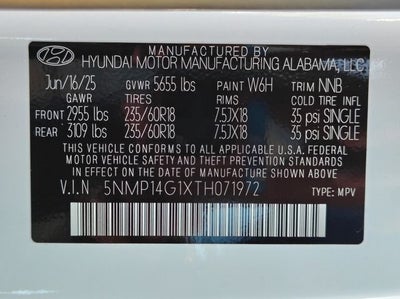 MANUFACTURED BY
HYUNDAI MOTOR MANUFACTURING ALABAMA, LLC
Jun/16/25 GVWR 5655 lbs PAINT W6H TRIM NNB
GAWR TIRES RIMS COLD TIRE INFL
FRONT 2955 lbs 235/60R18 7.5JX18 35 psi SINGLE
REAR 3109 lbs 235/60R18 7.5JX18 35 psi SINGLE
THIS VEHICLE CONFORMS TO ALL APPLICABLE U.S.A. FEDERAL
MOTOR VEHICLE SAFETY, BUMPER, AND THEFT PREVENTION STANDARDS
IN EFFECT ON THE DATE OF MANUFACTURE SHOWN ABOVE.
V.I.N 5NMP14G1XTH071972 TYPE: MPV